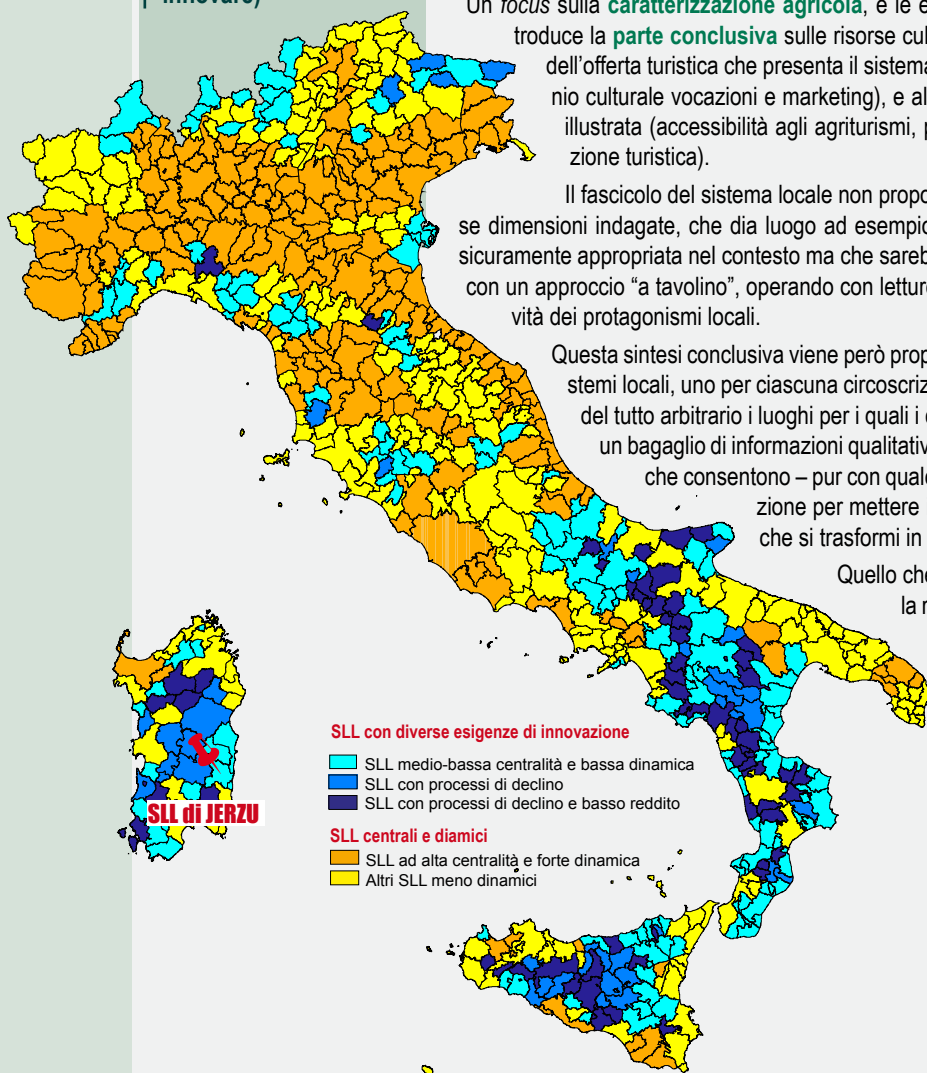 innovare)
Un focus sulla caratterizzazione agricola, e le e
troduce la parte conclusiva sulle risorse cul
dell’offerta turistica che presenta il sistema
nio culturale vocazioni e marketing), e al
illustrata (accessibilità agli agriturismi, p
zione turistica).
Il fascicolo del sistema locale non propo
se dimensioni indagate, che dia luogo ad esempio
sicuramente appropriata nel contesto ma che sareb
con un approccio “a tavolino”, operando con letture
vità dei protagonismi locali.
Questa sintesi conclusiva viene però prop
stemi locali, uno per ciascuna circoscriz
del tutto arbitrario i luoghi per i quali i
un bagaglio di informazioni qualitativ
che consentono – pur con qualc
zione per mettere
che si trasformi in
Quello che
la
SLL con diverse esigenze di innovazione
SLL medio-bassa centralità e bassa dinamica
SLL con processi di declino
SLL con processi di declino e basso reddito
SLL centrali e diamici
SLL ad alta centralità e forte dinamica
Altri SLL meno dinamici
SLL di JERZU